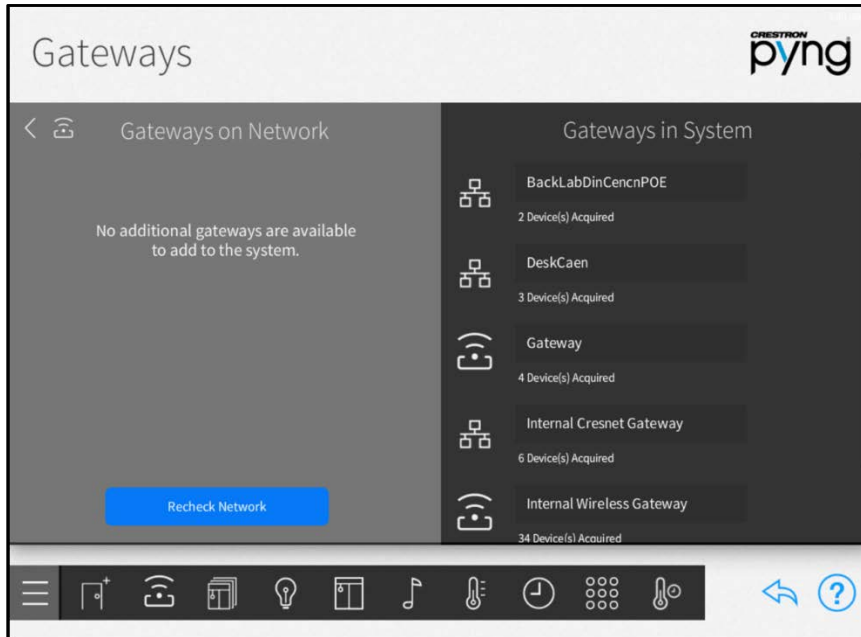 Gateways
CRESTRON
pyng
Gateways on Network
No additional gateways are available
to add to the system.
Recheck Network
Gateways in System
BackLabDinCencnPOE
2 Device(s) Acquired
DeskCaen
3 Device(s) Acquired
Gateway
4 Device(s) Acquired
Internal Cresnet Gateway
6 Device(s) Acquired
Internal Wireless Gateway
34 Device(s) Acquired
?